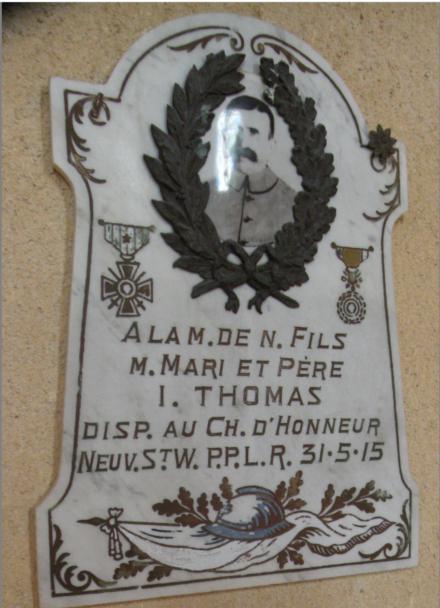 A LA M. DE N. FILS
M. MARI ET PÈRE
I. THOMAS
DISP. AU CH. D'HONNEUR
NEUV. ST W. P.P.L.R. 31·5·15